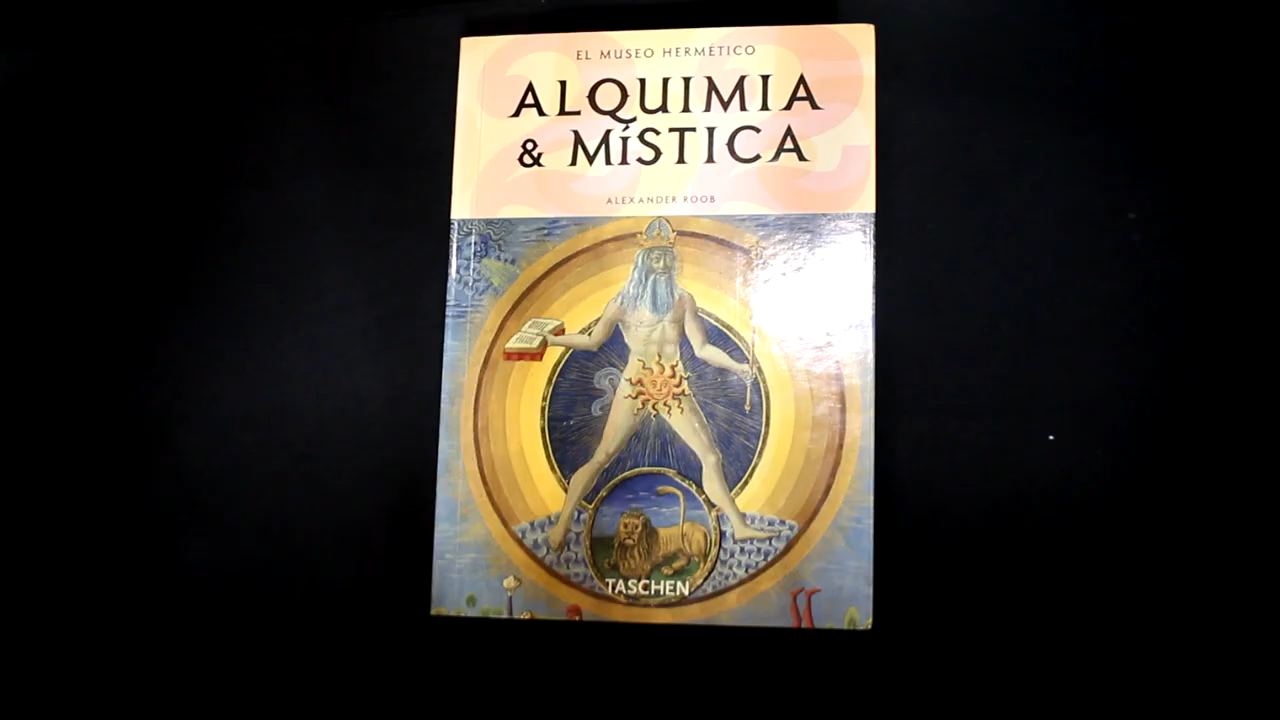 EL MUSEO HERMÉTICO
ALQUIMIA
& MÍSTICA
ALEXANDER ROOB
TASCHEN